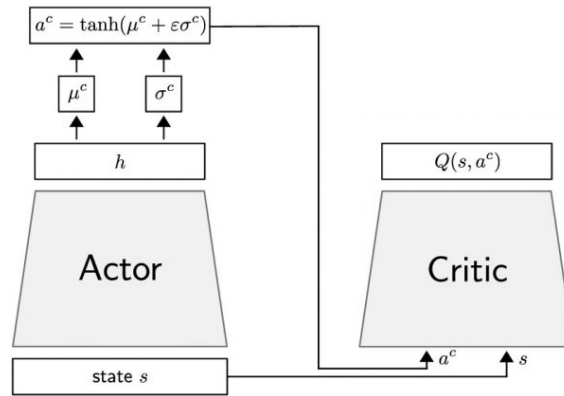 a^c = tanh(μ^c + εσ^c)
μ^c
σ^c
h
Q(s, a^c)
Actor
Critic
a^c
s
state s